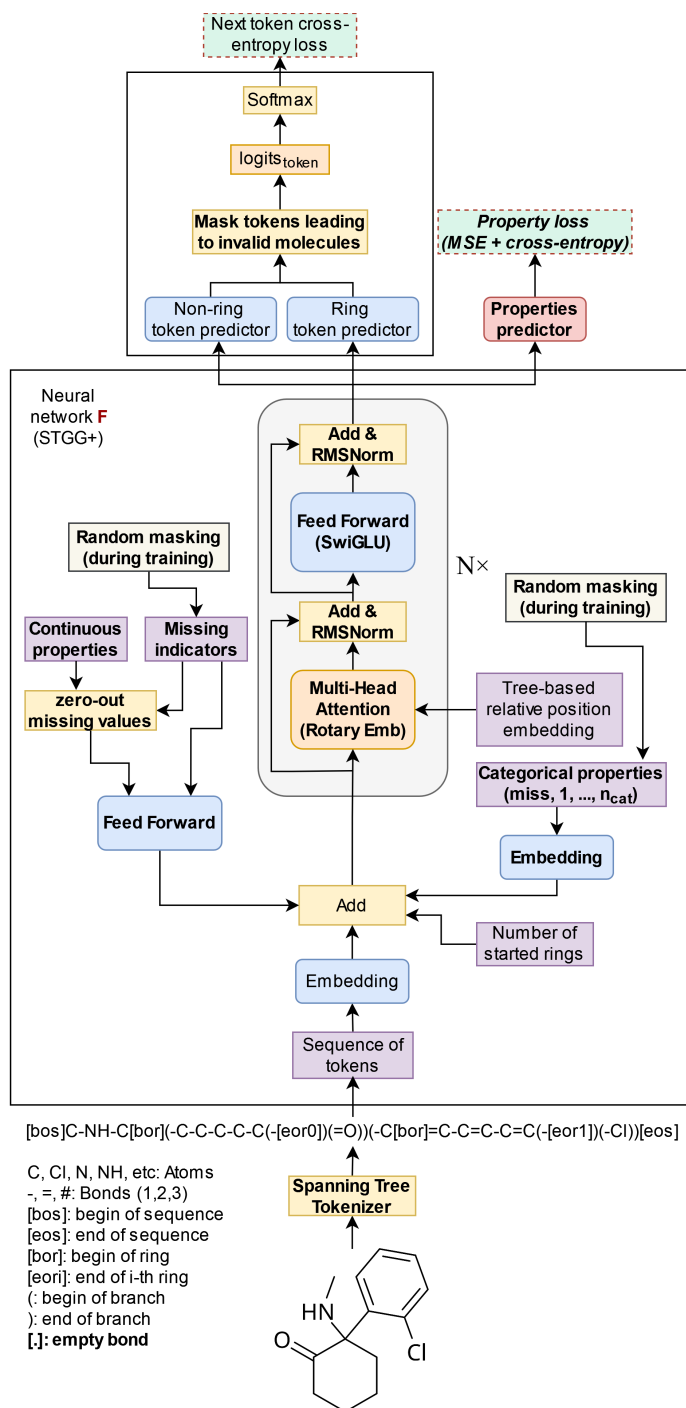 Next token cross-
entropy loss
Softmax
logits_token
Mask tokens leading
to invalid molecules
Property loss
(MSE + cross-entropy)
Non-ring
token predictor
Ring
token predictor
Properties
predictor
Neural
network F
(STGG+)
Add &
RMSNorm
Feed Forward
(SwiGLU)
N×
Random masking
(during training)
Random masking
(during training)
Add &
RMSNorm
Continuous
properties
Missing
indicators
zero-out
missing values
Multi-Head
Attention
(Rotary Emb)
Tree-based
relative position
embedding
Categorical properties
(miss, 1, ..., n_cat)
Feed Forward
Embedding
Add
Number of
started rings
Embedding
Sequence of
tokens
[bos]C-NH-C[bor](-C-C-C-C-C(-[eor0])(=O))(-C[bor]=C-C=C-C=C(-[eor1])(-Cl))[eos]
C, Cl, N, NH, etc: Atoms
-, =, #: Bonds (1,2,3)
[bos]: begin of sequence
[eos]: end of sequence
[bor]: begin of ring
[eori]: end of i-th ring
(: begin of branch
): end of branch
[.]: empty bond
Spanning Tree
Tokenizer
HN
O
Cl